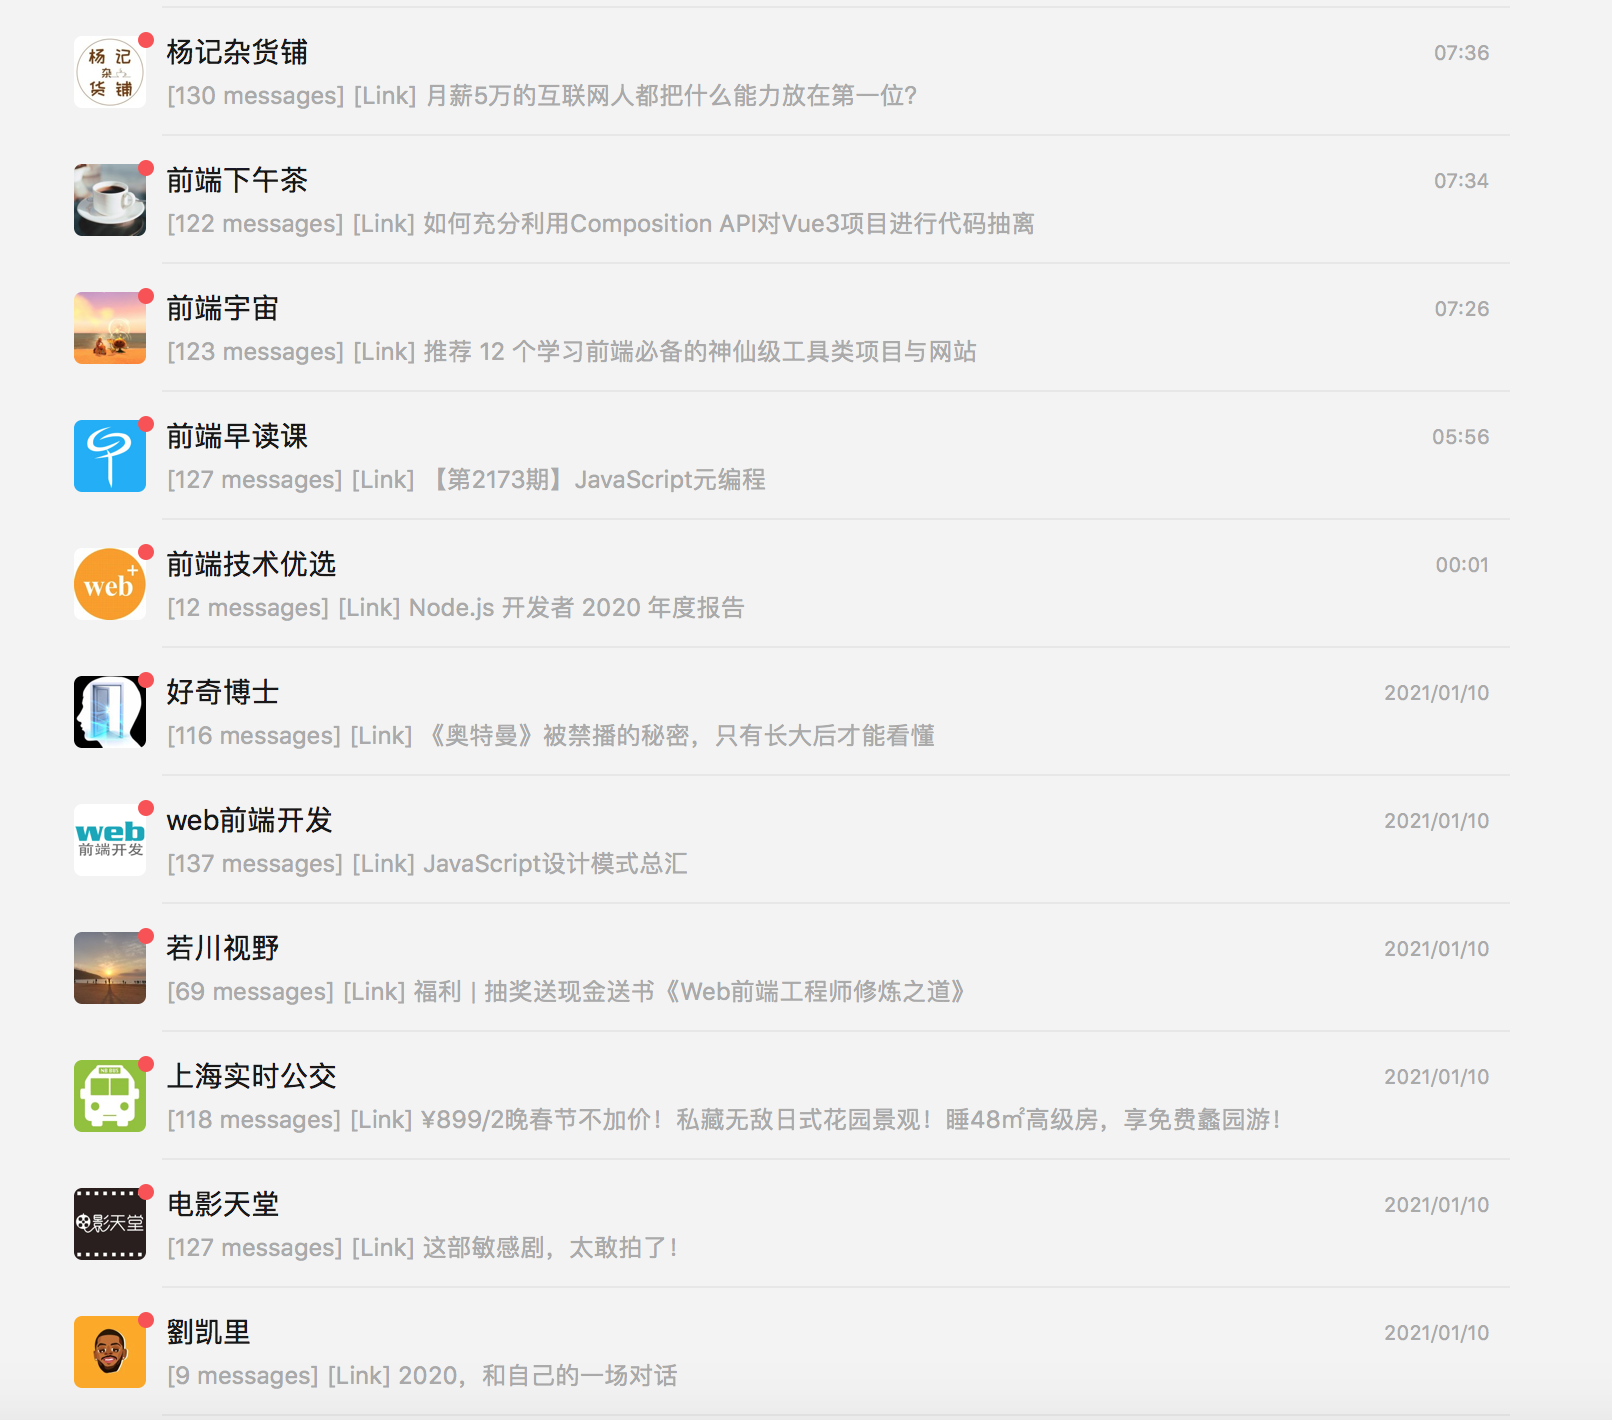 杨记杂货铺
07:36
杨 记
杂
货 铺
[130 messages] [Link] 月薪5万的互联网人都把什么能力放在第一位?
前端下午茶
07:34
[122 messages] [Link] 如何充分利用Composition API对Vue3项目进行代码抽离
前端宇宙
07:26
[123 messages] [Link] 推荐 12 个学习前端必备的神仙级工具类项目与网站
前端早读课
05:56
[127 messages] [Link] 【第2173期】JavaScript元编程
前端技术优选
00:01
web+
[12 messages] [Link] Node.js 开发者 2020 年度报告
好奇博士
2021/01/10
[116 messages] [Link] 《奥特曼》被禁播的秘密，只有长大后才能看懂
web前端开发
2021/01/10
web
前端开发
[137 messages] [Link] JavaScript设计模式总汇
若川视野
2021/01/10
[69 messages] [Link] 福利 | 抽奖送现金送书《Web前端工程师修炼之道》
上海实时公交
2021/01/10
[118 messages] [Link] ¥899/2晚春节不加价！私藏无敌日式花园景观！睡48㎡高级房，享免费蠡园游！
电影天堂
2021/01/10
电影天堂
[127 messages] [Link] 这部敏感剧，太敢拍了！
劉凯里
2021/01/10
[9 messages] [Link] 2020，和自己的一场对话